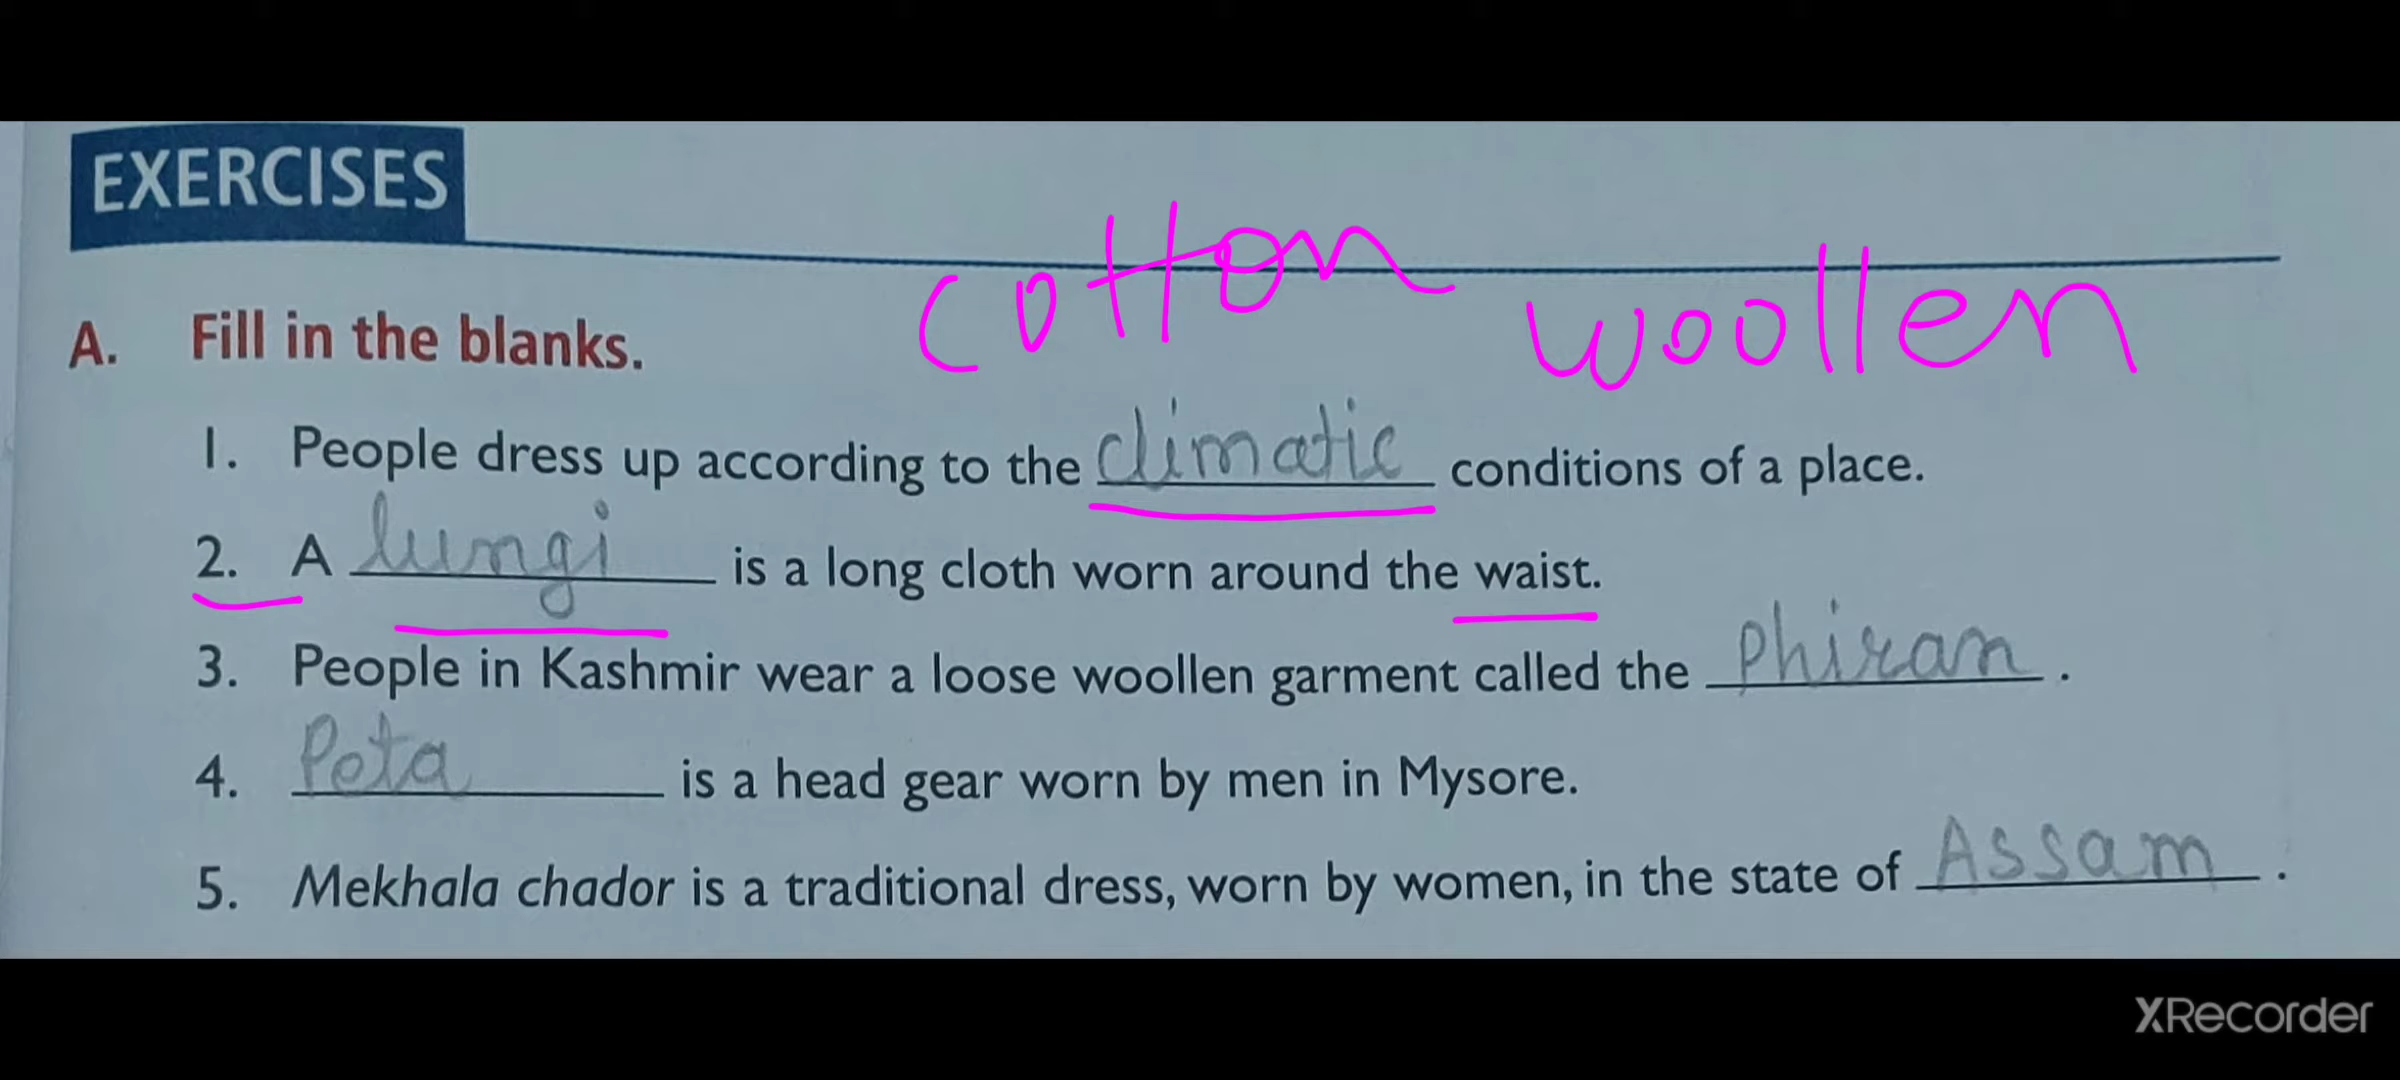 EXERCISES
cotton woollen
A. Fill in the blanks.
1. People dress up according to the climatic conditions of a place.
2. A lungi is a long cloth worn around the waist.
3. People in Kashmir wear a loose woollen garment called the Phiran.
4. Peta is a head gear worn by men in Mysore.
5. Mekhala chador is a traditional dress, worn by women, in the state of Assam.
XRecorder